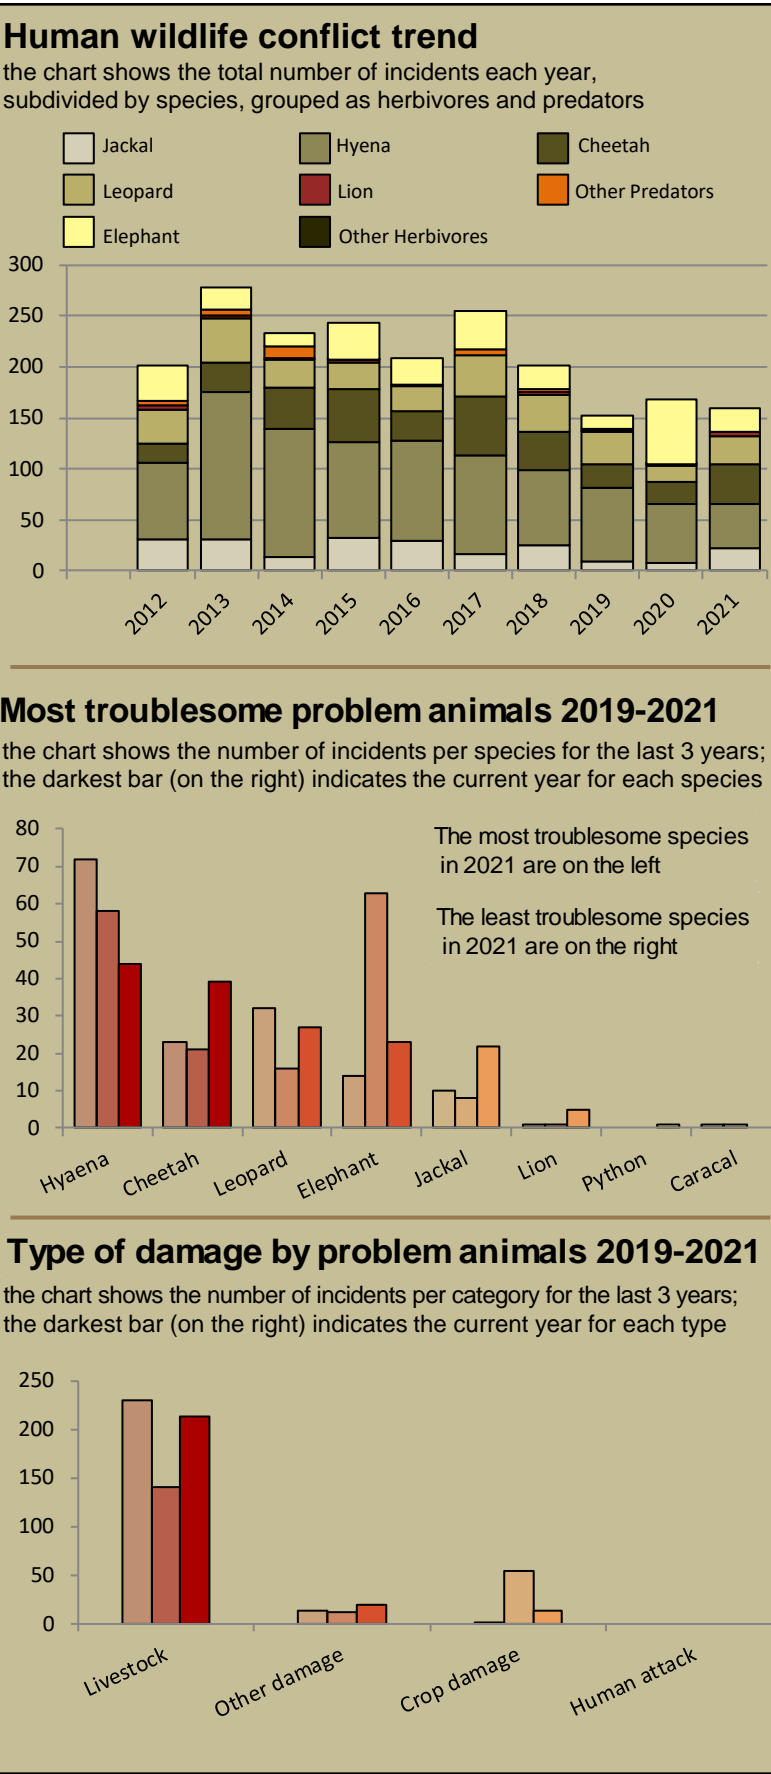 Human wildlife conflict trend
the chart shows the total number of incidents each year,
subdivided by species, grouped as herbivores and predators
Jackal
Hyena
Cheetah
Leopard
Lion
Other Predators
Elephant
Other Herbivores
300
250
200
150
100
50
0
2012
2013
2014
2015
2016
2017
2018
2019
2020
2021
Most troublesome problem animals 2019-2021
the chart shows the number of incidents per species for the last 3 years;
the darkest bar (on the right) indicates the current year for each species
The most troublesome species
in 2021 are on the left
The least troublesome species
in 2021 are on the right
80
70
60
50
40
30
20
10
0
Hyaena
Cheetah
Leopard
Elephant
Jackal
Lion
Python
Caracal
Type of damage by problem animals 2019-2021
the chart shows the number of incidents per category for the last 3 years;
the darkest bar (on the right) indicates the current year for each type
250
200
150
100
50
0
Livestock
Other damage
Crop damage
Human attack